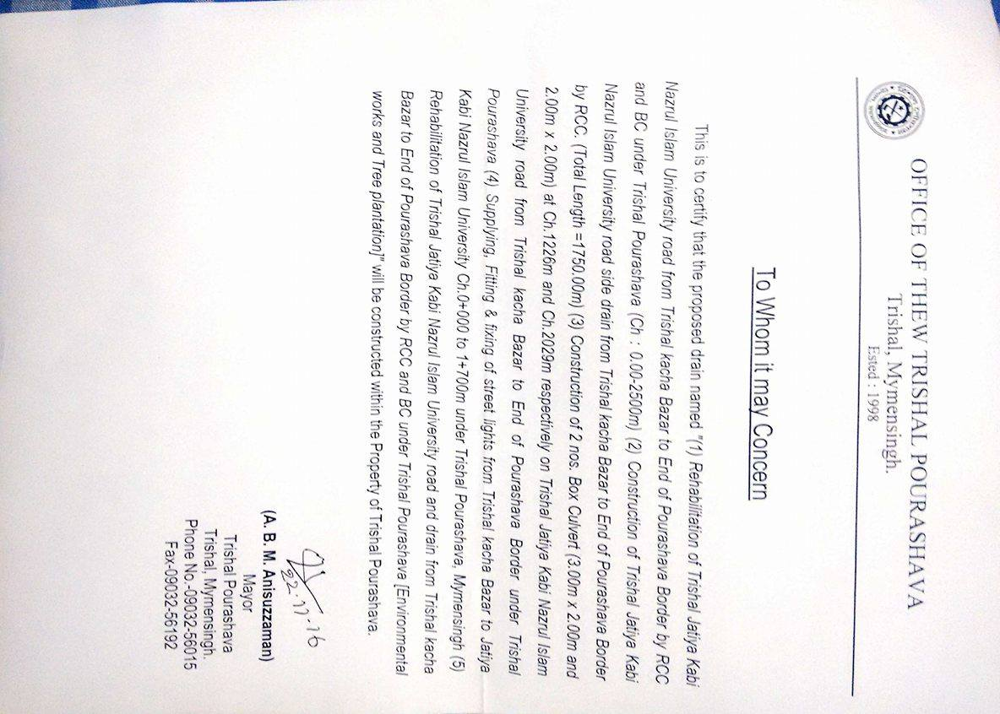 OFFICE OF THEW TRISHAL POURASHAVA
Trishal, Mymensingh.
Ested : 1998
To Whom it may Concern
This is to certify that the proposed drain named "(1) Rehabilitation of Trishal Jatiya Kabi
Nazrul Islam University road from Trishal kacha Bazar to End of Pourashava Border by RCC
and BC under Trishal Pourashava (Ch : 0.00-2500m) (2) Construction of Trishal Jatiya Kabi
Nazrul Islam University road side drain from Trishal kacha Bazar to End of Pourashava Border
by RCC. (Total Length =1750.00m) (3) Construction of 2 nos. Box Culvert (3.00m x 2.00m and
2.00m x 2.00m) at Ch.1226m and Ch.2029m respectively on Trishal Jatiya Kabi Nazrul Islam
University road from Trishal kacha Bazar to End of Pourashava Border under Trishal
Pourashava (4) Supplying, Fitting & fixing of street lights from Trishal kacha Bazar to Jatiya
Kabi Nazrul Islam University Ch.0+000 to 1+700m under Trishal Pourashava, Mymensingh (5)
Rehabilitation of Trishal Jatiya Kabi Nazrul Islam University road and drain from Trishal kacha
Bazar to End of Pourashava Border by RCC and BC under Trishal Pourashava [Environmental
works and Tree plantation]" will be constructed within the Property of Trishal Pourashava.
22.11.16
(A. B. M. Anisuzzaman)
Mayor
Trishal Pourashava
Trishal, Mymensingh.
Phone No.-09032-56015
Fax-09032-56192